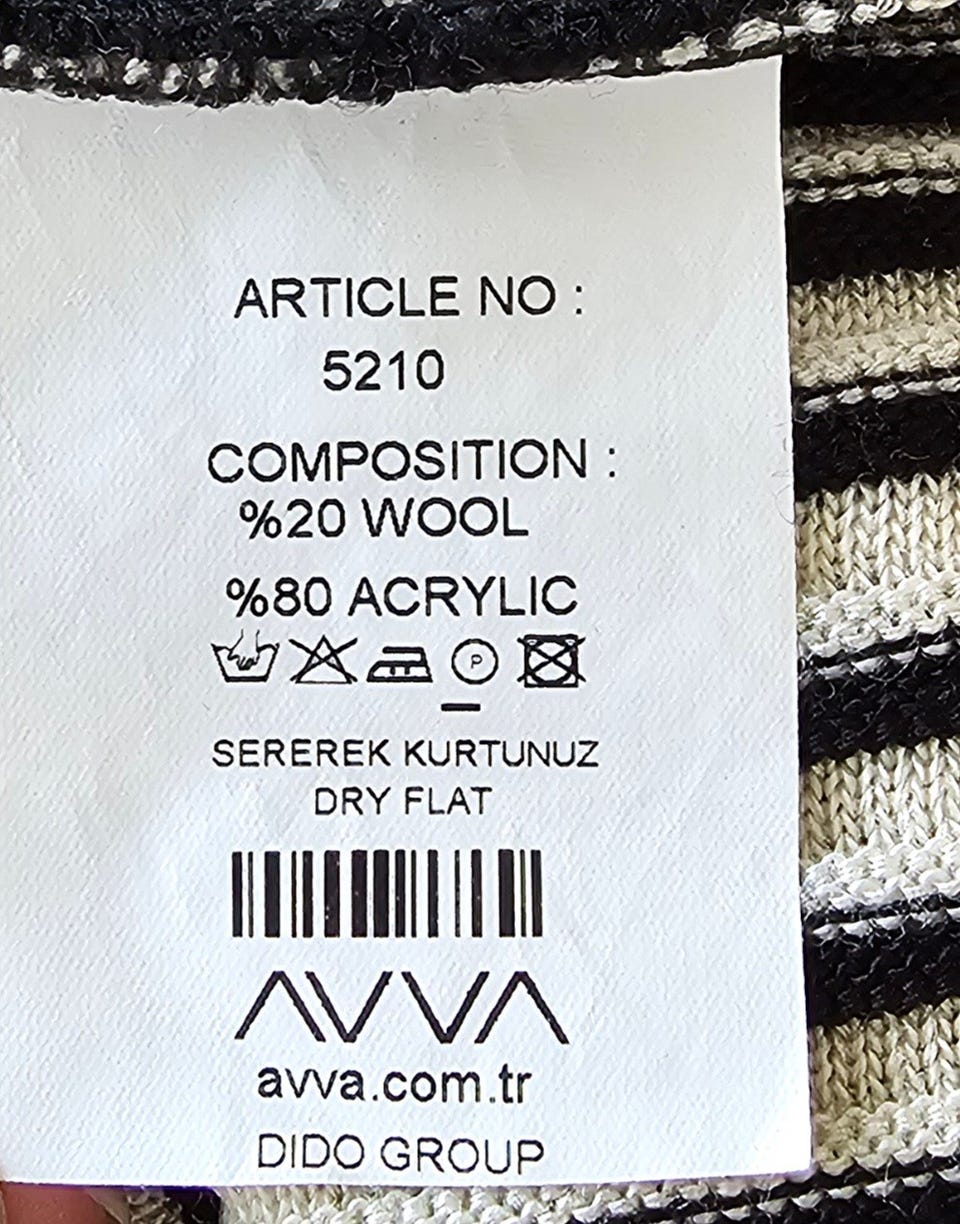 ARTICLE NO :
5210
COMPOSITION :
%20 WOOL
%80 ACRYLIC
P
SEREREK KURTUNUZ
DRY FLAT
AVVA
avva.com.tr
DIDO GROUP